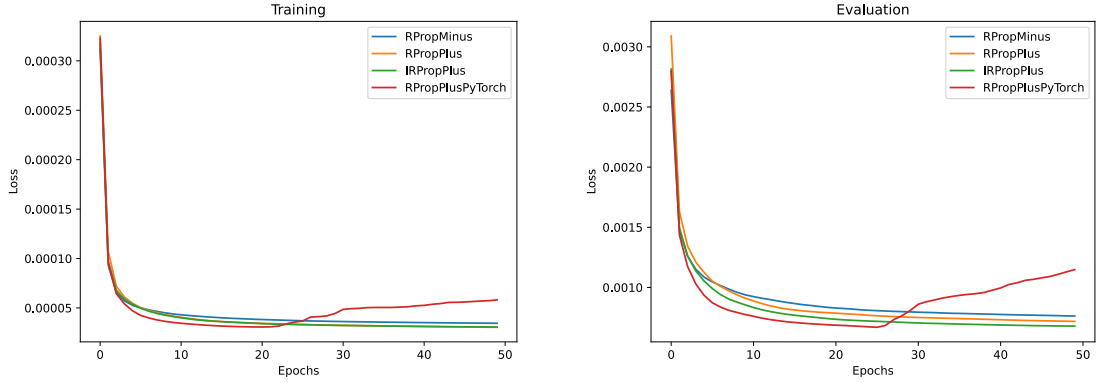 Training
Loss
0.00030
0.00025
0.00020
0.00015
0.00010
0.00005
0 10 20 30 40 50
Epochs
RPropMinus
RPropPlus
IRPropPlus
RPropPlusPyTorch
Evaluation
Loss
0.0030
0.0025
0.0020
0.0015
0.0010
0 10 20 30 40 50
Epochs
RPropMinus
RPropPlus
IRPropPlus
RPropPlusPyTorch